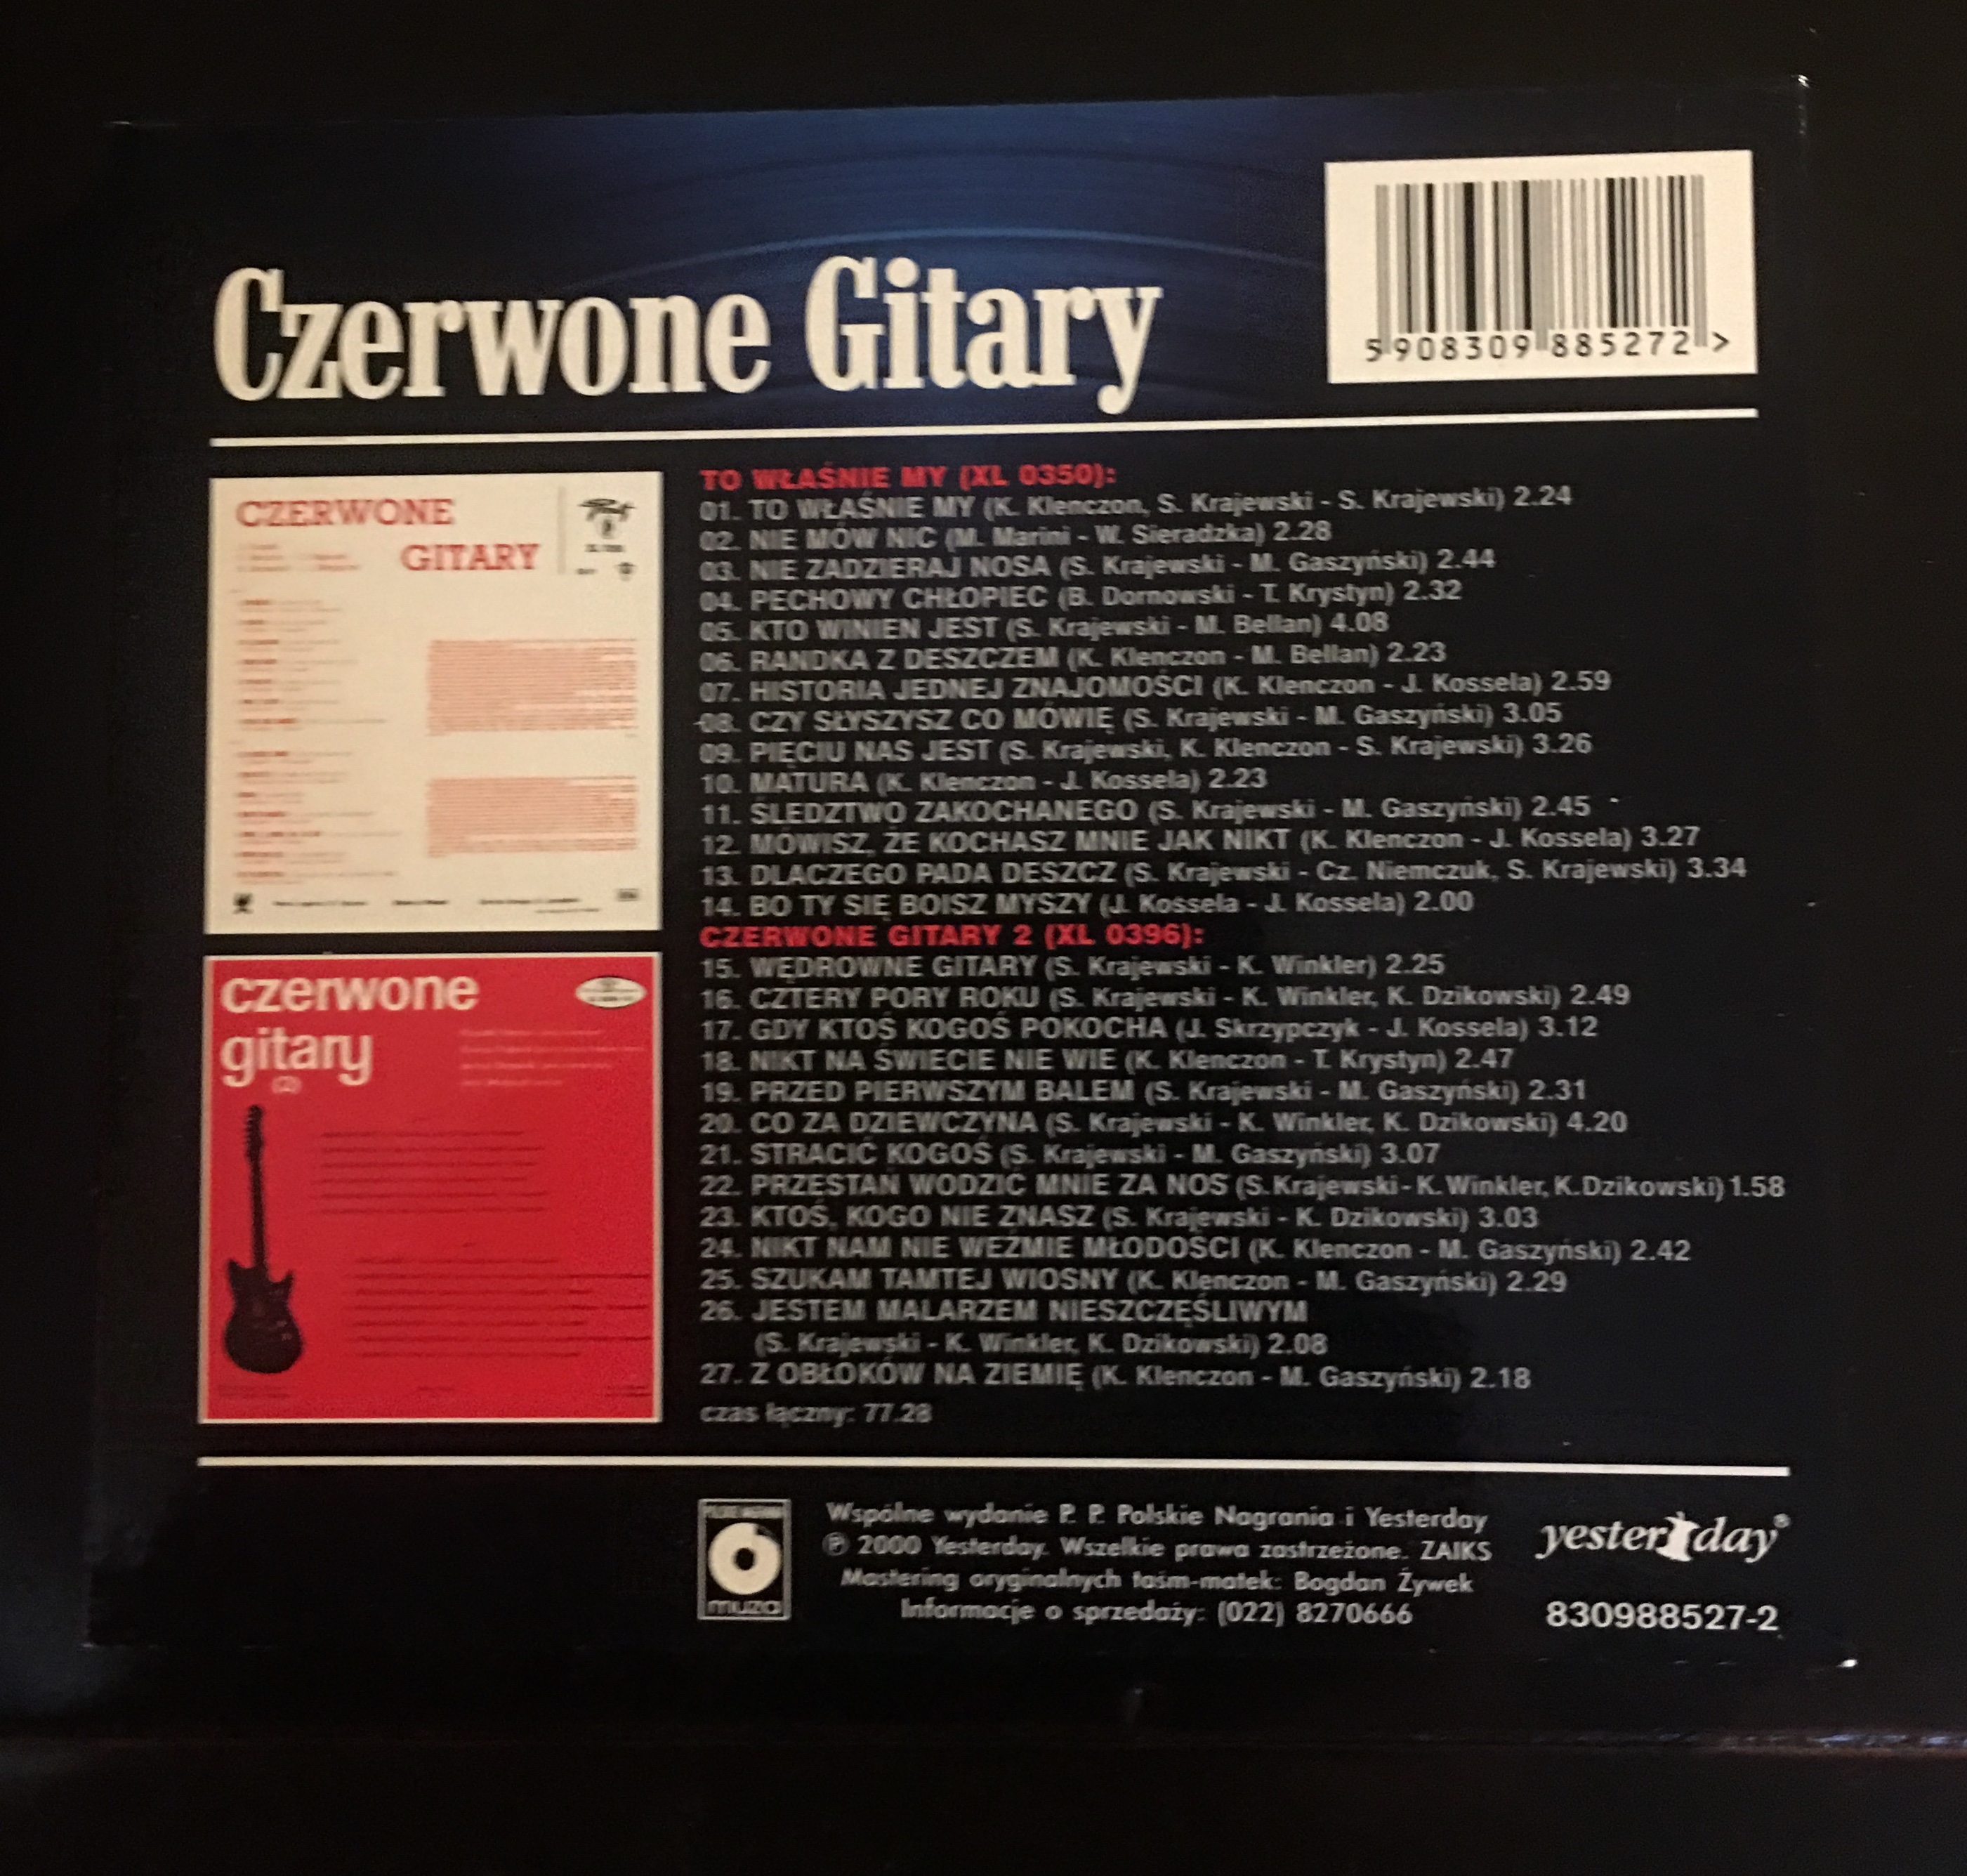 Czerwone Gitary
5 908309 885272 >
CZERWONE
GITARY
TO WŁAŚNIE MY (XL 0350):
01. TO WŁAŚNIE MY (K. Klenczon, S. Krajewski - S. Krajewski) 2.24
02. NIE MÓW NIC (M. Marini - W. Sieradzka) 2.28
03. NIE ZADZIERAJ NOSA (S. Krajewski - M. Gaszyński) 2.44
04. PECHOWY CHŁOPIEC (B. Dornowski - T. Krystyn) 2.32
05. KTO WINIEN JEST (S. Krajewski - M. Bellan) 4.08
06. RANDKA Z DESZCZEM (K. Klenczon - M. Bellan) 2.23
07. HISTORIA JEDNEJ ZNAJOMOŚCI (K. Klenczon - J. Kossela) 2.59
08. CZY SŁYSZYSZ CO MÓWIĘ (S. Krajewski - M. Gaszyński) 3.05
09. PIĘCIU NAS JEST (S. Krajewski, K. Klenczon - S. Krajewski) 3.26
10. MATURA (K. Klenczon - J. Kossela) 2.23
11. ŚLEDZTWO ZAKOCHANEGO (S. Krajewski - M. Gaszyński) 2.45
12. MÓWISZ, ŻE KOCHASZ MNIE JAK NIKT (K. Klenczon - J. Kossela) 3.27
13. DLACZEGO PADA DESZCZ (S. Krajewski - Cz. Niemczuk, S. Krajewski) 3.34
14. BO TY SIĘ BOISZ MYSZY (J. Kossela - J. Kossela) 2.00
czerwone
gitary
(2)
CZERWONE GITARY 2 (XL 0396):
15. WĘDROWNE GITARY (S. Krajewski - K. Winkler) 2.25
16. CZTERY PORY ROKU (S. Krajewski - K. Winkler, K. Dzikowski) 2.49
17. GDY KTOŚ KOGOŚ POKOCHA (J. Skrzypczyk - J. Kossela) 3.12
18. NIKT NA ŚWIECIE NIE WIE (K. Klenczon - T. Krystyn) 2.47
19. PRZED PIERWSZYM BALEM (S. Krajewski - M. Gaszyński) 2.31
20. CO ZA DZIEWCZYNA (S. Krajewski - K. Winkler, K. Dzikowski) 4.20
21. STRACIĆ KOGOŚ (S. Krajewski - M. Gaszyński) 3.07
22. PRZESTAŃ WODZIĆ MNIE ZA NOS (S.Krajewski - K.Winkler, K.Dzikowski) 1.58
23. KTOŚ, KOGO NIE ZNASZ (S. Krajewski - K. Dzikowski) 3.03
24. NIKT NAM NIE WEŹMIE MŁODOŚCI (K. Klenczon - M. Gaszyński) 2.42
25. SZUKAM TAMTEJ WIOSNY (K. Klenczon - M. Gaszyński) 2.29
26. JESTEM MALARZEM NIESZCZĘŚLIWYM
(S. Krajewski - K. Winkler, K. Dzikowski) 2.08
27. Z OBŁOKÓW NA ZIEMIĘ (K. Klenczon - M. Gaszyński) 2.18
czas łączny: 77.28
muza
Wspólne wydanie P. P. Polskie Nagrania i Yesterday
℗ 2000 Yesterday. Wszelkie prawa zastrzeżone. ZAIKS
Mastering oryginalnych taśm-matek: Bogdan Żywek
Informacje o sprzedaży: (022) 8270666
yesterday®
830988527-2